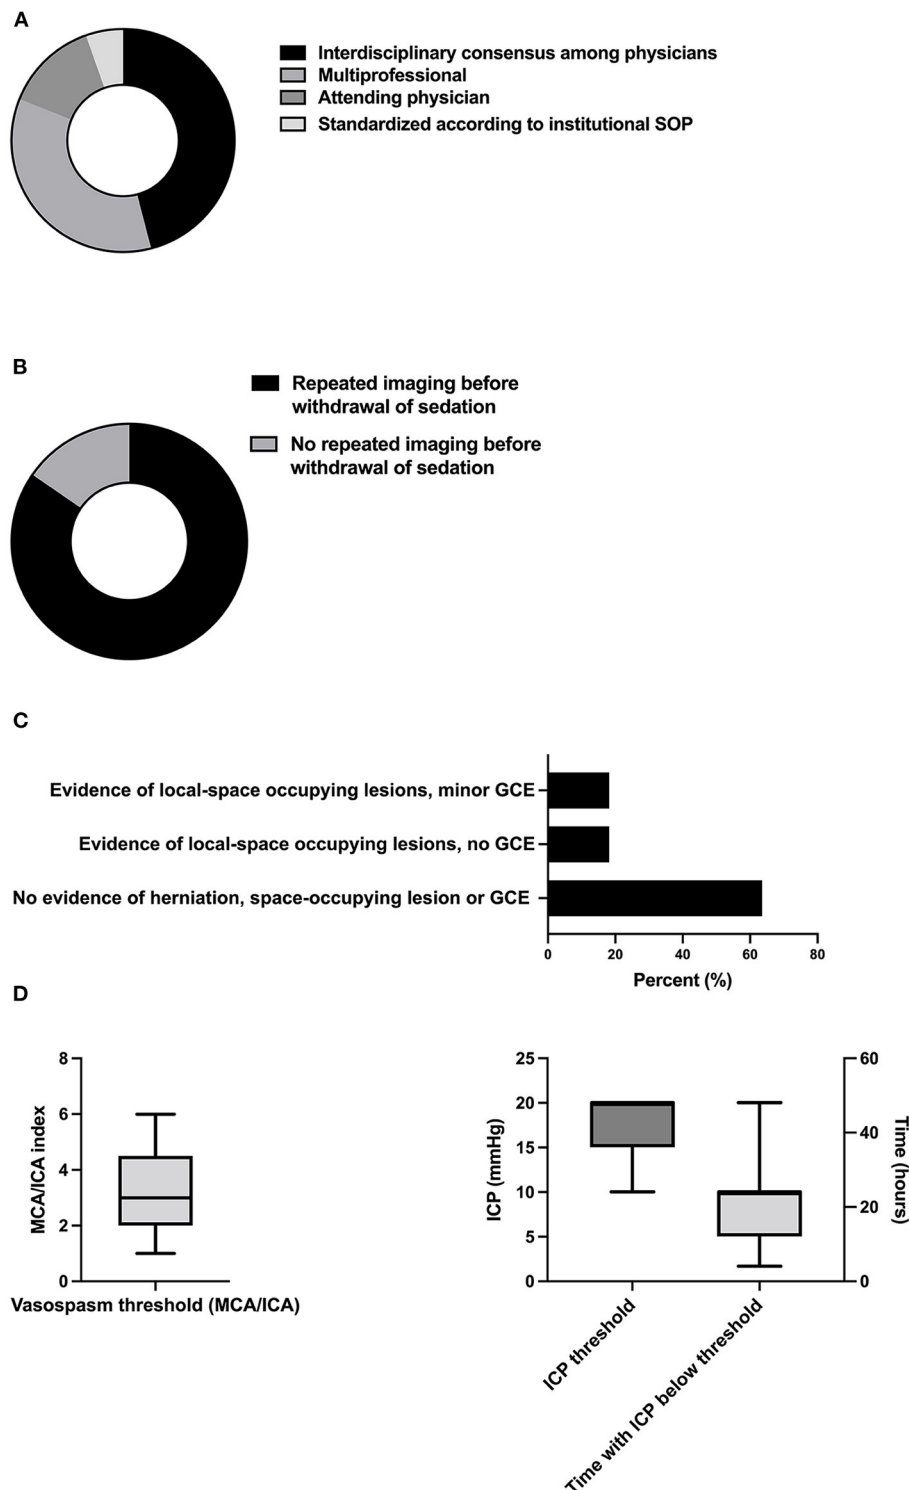 A
Interdisciplinary consensus among physicians
Multiprofessional
Attending physician
Standardized according to institutional SOP
B
Repeated imaging before
withdrawal of sedation
No repeated imaging before
withdrawal of sedation
C
Evidence of local-space occupying lesions, minor GCE
Evidence of local-space occupying lesions, no GCE
No evidence of herniation, space-occupying lesion or GCE
0 20 40 60 80
Percent (%)
D
8
6
4
2
0
MCA/ICA index
Vasospasm threshold (MCA/ICA)
25
20
15
10
5
0
ICP (mmHg)
60
40
20
0
Time (hours)
ICP threshold
Time with ICP below threshold